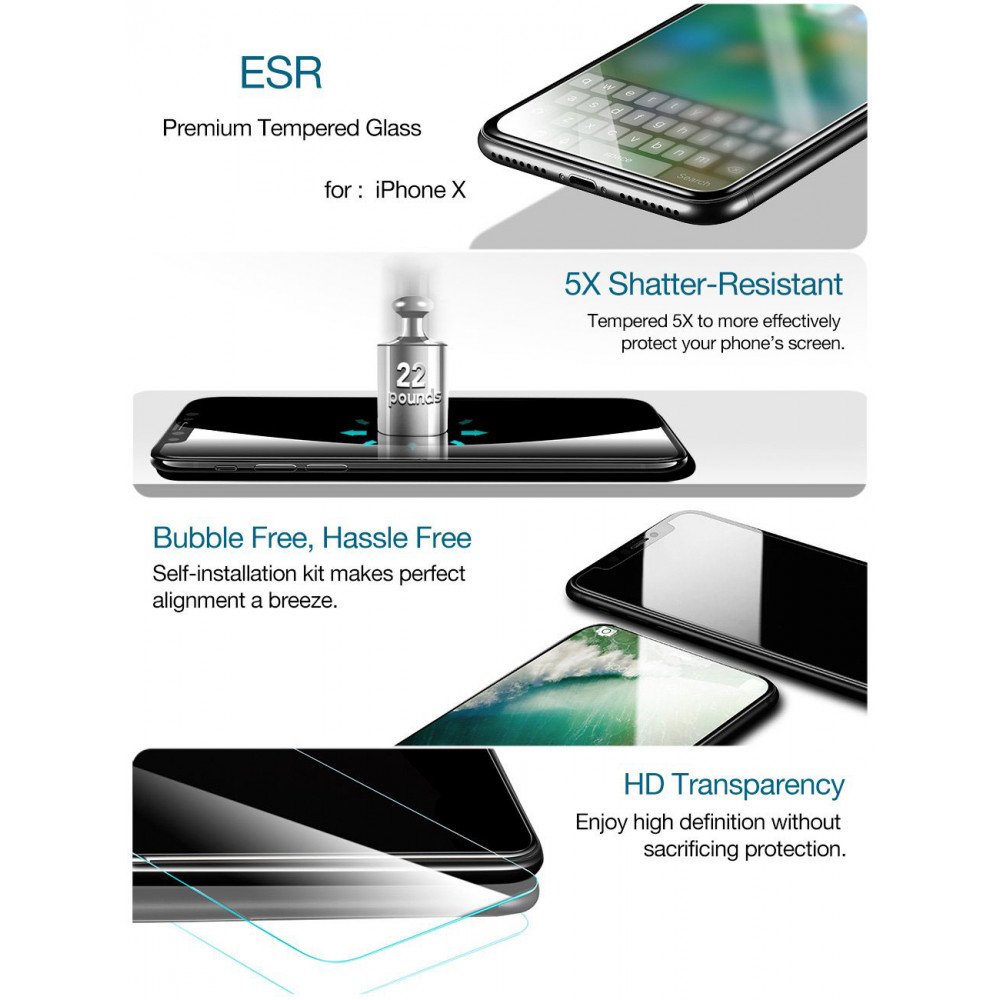 ESR
Premium Tempered Glass
for : iPhone X
q w e r t
a s d f
Search
5X Shatter-Resistant
Tempered 5X to more effectively
protect your phone's screen.
22
pounds
Bubble Free, Hassle Free
Self-installation kit makes perfect
alignment a breeze.
HD Transparency
Enjoy high definition without
sacrificing protection.